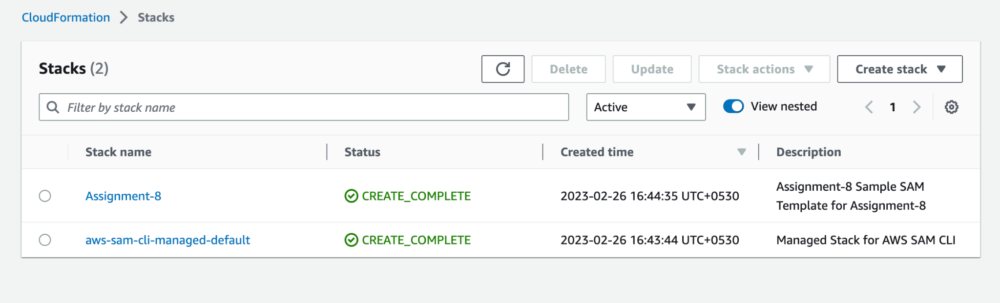 CloudFormation > Stacks
Stacks (2)
Delete
Update
Stack actions
Create stack
Filter by stack name
Active
View nested
1
Stack name
Status
Created time
Description
Assignment-8
CREATE_COMPLETE
2023-02-26 16:44:35 UTC+0530
Assignment-8 Sample SAM
Template for Assignment-8
aws-sam-cli-managed-default
CREATE_COMPLETE
2023-02-26 16:43:44 UTC+0530
Managed Stack for AWS SAM CLI